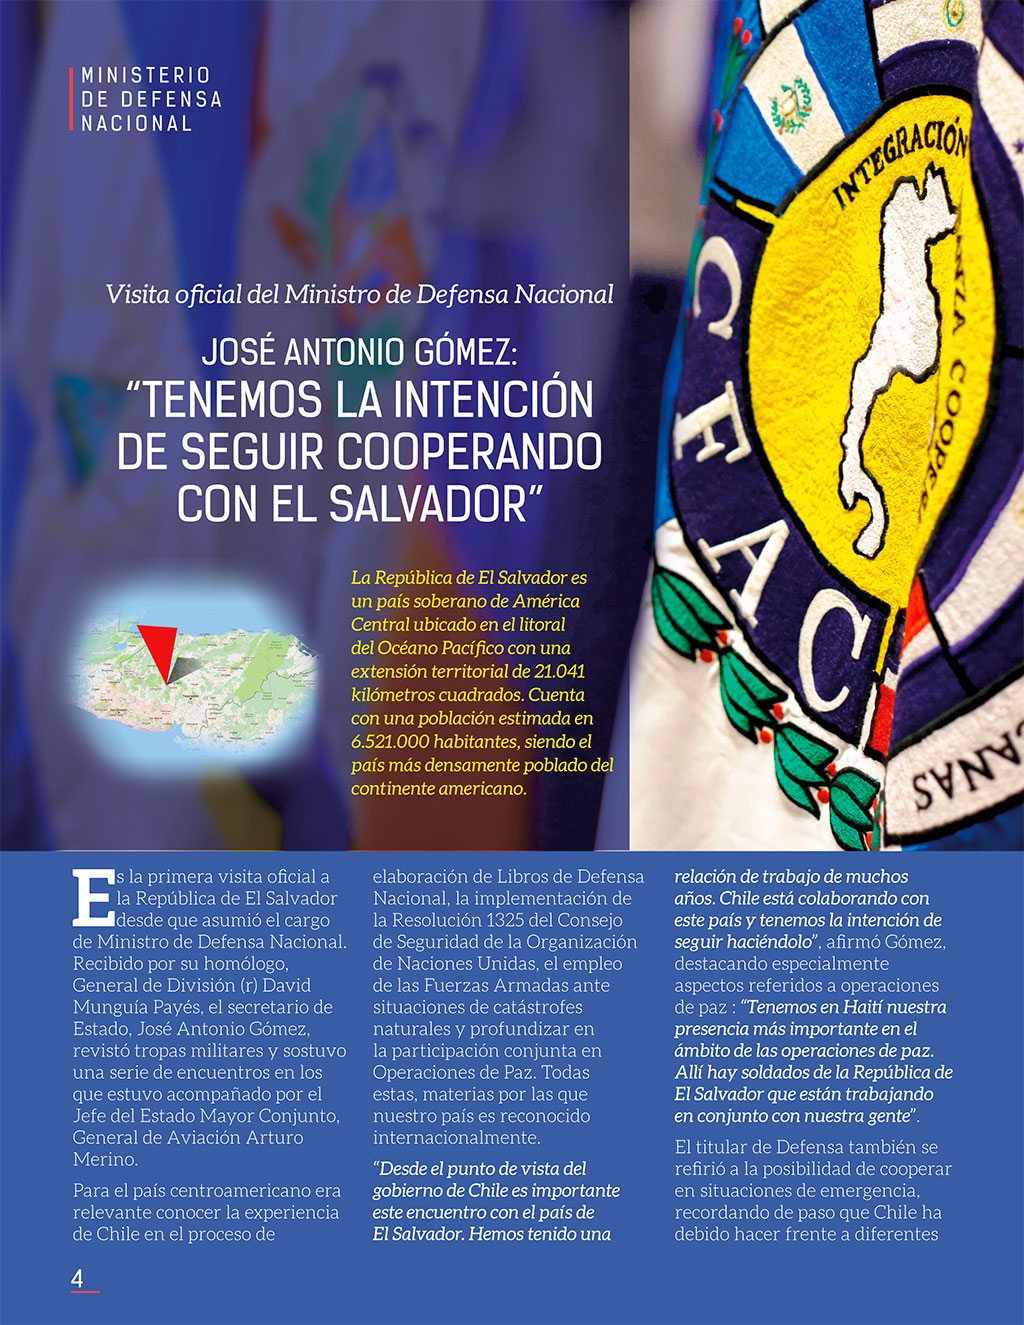 MINISTERIO
DE DEFENSA
NACIONAL
Visita oficial del Ministro de Defensa Nacional
JOSÉ ANTONIO GÓMEZ:
“TENEMOS LA INTENCIÓN
DE SEGUIR COOPERANDO
CON EL SALVADOR”
La República de El Salvador es
un país soberano de América
Central ubicado en el litoral
del Océano Pacífico con una
extensión territorial de 21.041
kilómetros cuadrados. Cuenta
con una población estimada en
6.521.000 habitantes, siendo el
país más densamente poblado del
continente americano.
INTEGRACIÓN
COOPE
CFAC
CANAS
Es la primera visita oficial a
la República de El Salvador
desde que asumió el cargo
de Ministro de Defensa Nacional.
Recibido por su homólogo,
General de División (r) David
Munguía Payés, el secretario de
Estado, José Antonio Gómez,
revistó tropas militares y sostuvo
una serie de encuentros en los
que estuvo acompañado por el
Jefe del Estado Mayor Conjunto,
General de Aviación Arturo
Merino.
Para el país centroamericano era
relevante conocer la experiencia
de Chile en el proceso de
elaboración de Libros de Defensa
Nacional, la implementación de
la Resolución 1325 del Consejo
de Seguridad de la Organización
de Naciones Unidas, el empleo
de las Fuerzas Armadas ante
situaciones de catástrofes
naturales y profundizar en
la participación conjunta en
Operaciones de Paz. Todas
estas, materias por las que
nuestro país es reconocido
internacionalmente.
“Desde el punto de vista del
gobierno de Chile es importante
este encuentro con el país de
El Salvador. Hemos tenido una
relación de trabajo de muchos
años. Chile está colaborando con
este país y tenemos la intención de
seguir haciéndolo”, afirmó Gómez,
destacando especialmente
aspectos referidos a operaciones
de paz : “Tenemos en Haití nuestra
presencia más importante en el
ámbito de las operaciones de paz.
Allí hay soldados de la República de
El Salvador que están trabajando
en conjunto con nuestra gente”.
El titular de Defensa también se
refirió a la posibilidad de cooperar
en situaciones de emergencia,
recordando de paso que Chile ha
debido hacer frente a diferentes
4